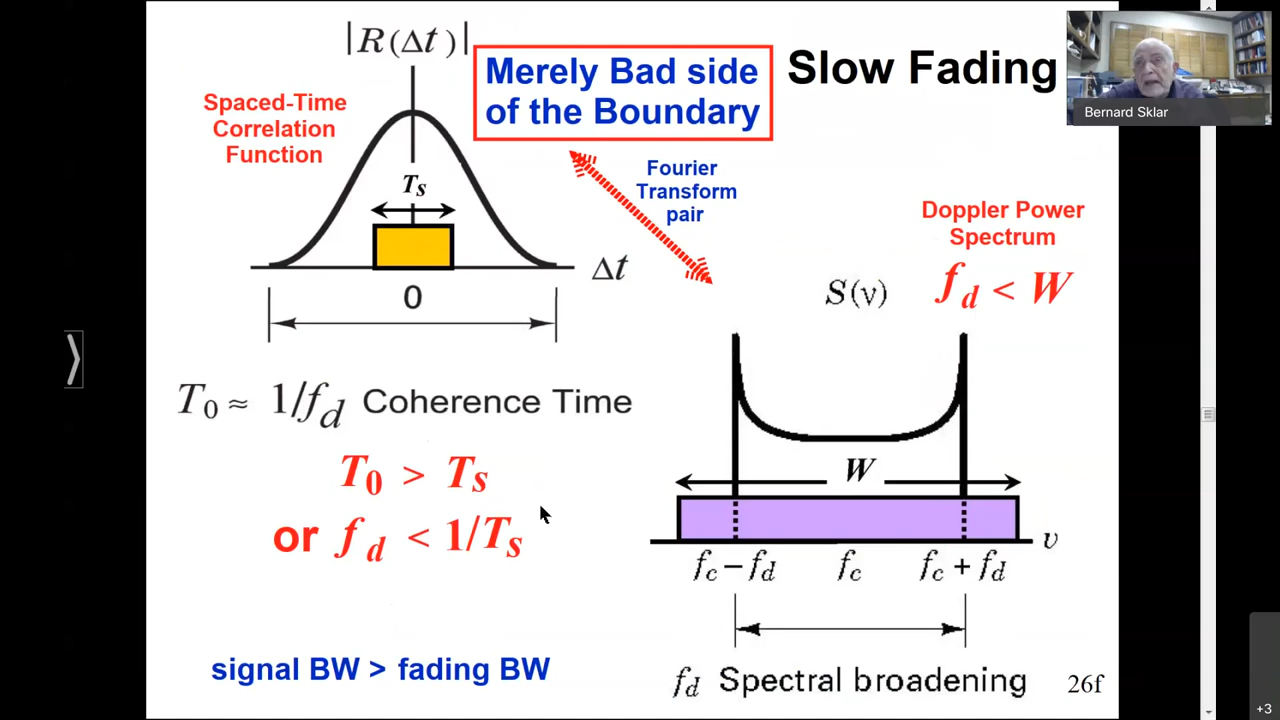 |R(Δt)|
Merely Bad side
of the Boundary
Slow Fading
Bernard Sklar
Spaced-Time
Correlation
Function
Fourier
Transform
pair
Tₛ
Doppler Power
Spectrum
Δt
0
S(ν)
f_d < W
T₀ ≈ 1/f_d Coherence Time
T₀ > Tₛ
or f_d < 1/Tₛ
W
ν
f_c − f_d
f_c
f_c + f_d
signal BW > fading BW
f_d Spectral broadening
26f
+3